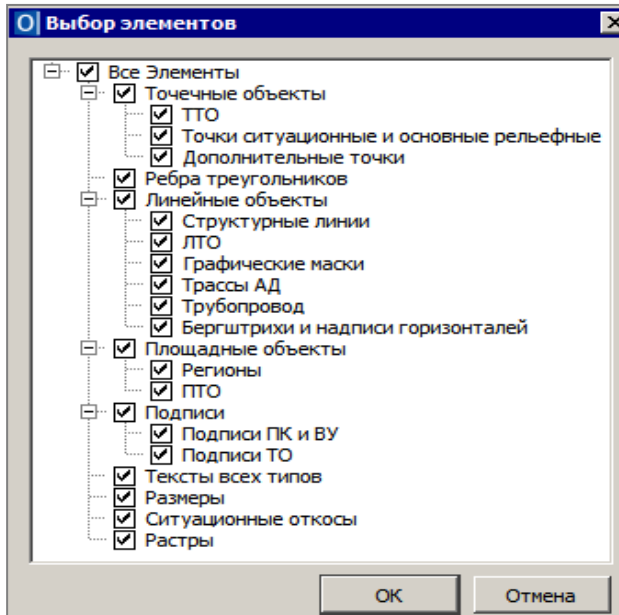 Выбор элементов
Все Элементы
Точечные объекты
ТТО
Точки ситуационные и основные рельефные
Дополнительные точки
Ребра треугольников
Линейные объекты
Структурные линии
ЛТО
Графические маски
Трассы АД
Трубопровод
Бергштрихи и надписи горизонталей
Площадные объекты
Регионы
ПТО
Подписи
Подписи ПК и ВУ
Подписи ТО
Тексты всех типов
Размеры
Ситуационные откосы
Растры
ОК Отмена